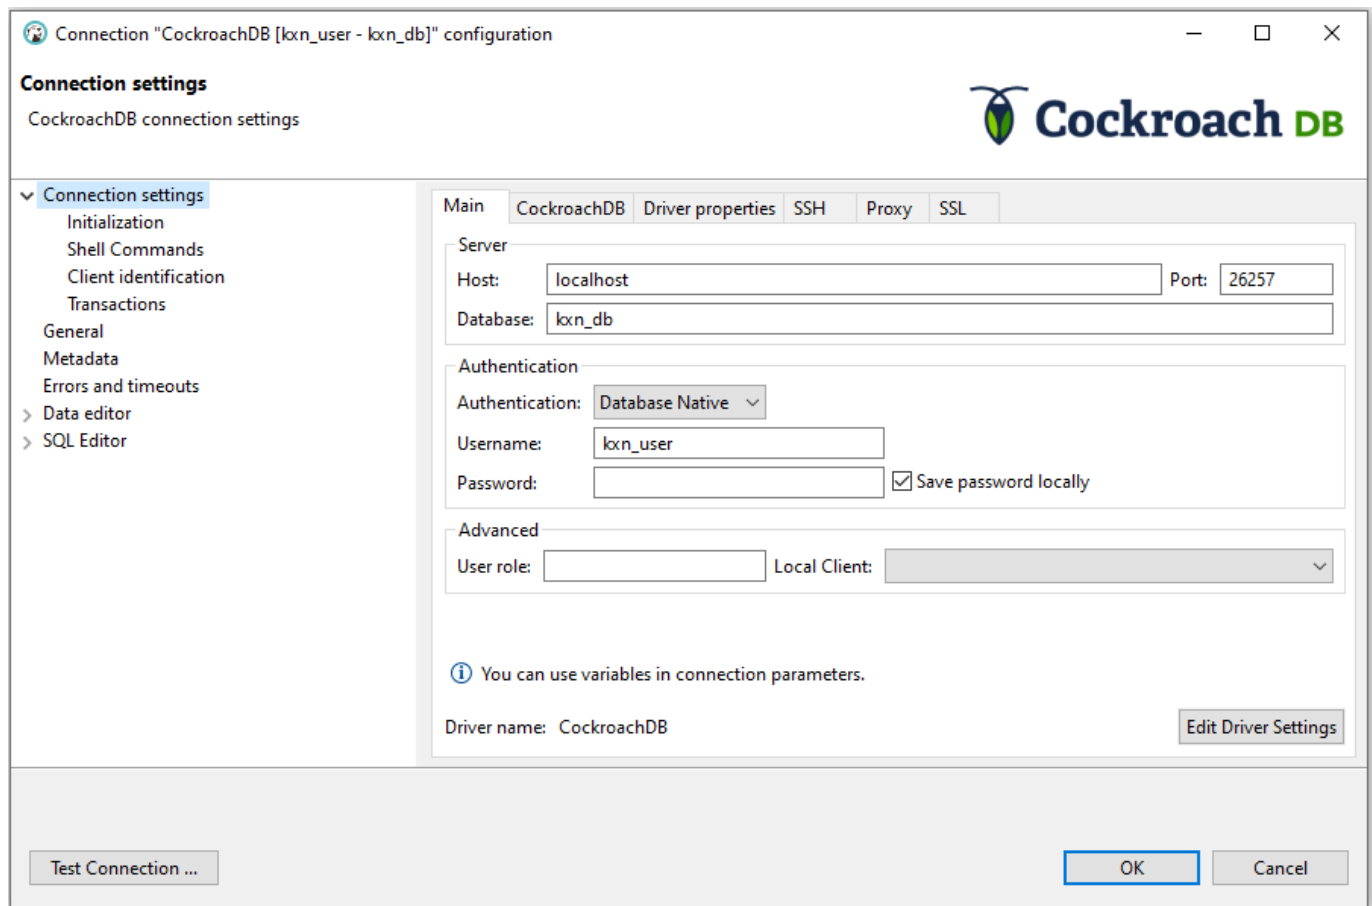 Connection "CockroachDB [kxn_user - kxn_db]" configuration
Connection settings
CockroachDB connection settings
Cockroach DB
Connection settings
Initialization
Shell Commands
Client identification
Transactions
General
Metadata
Errors and timeouts
Data editor
SQL Editor
Main CockroachDB Driver properties SSH Proxy SSL
Server
Host: localhost Port: 26257
Database: kxn_db
Authentication
Authentication: Database Native
Username: kxn_user
Password: Save password locally
Advanced
User role: Local Client:
You can use variables in connection parameters.
Driver name: CockroachDB Edit Driver Settings
Test Connection ... OK Cancel